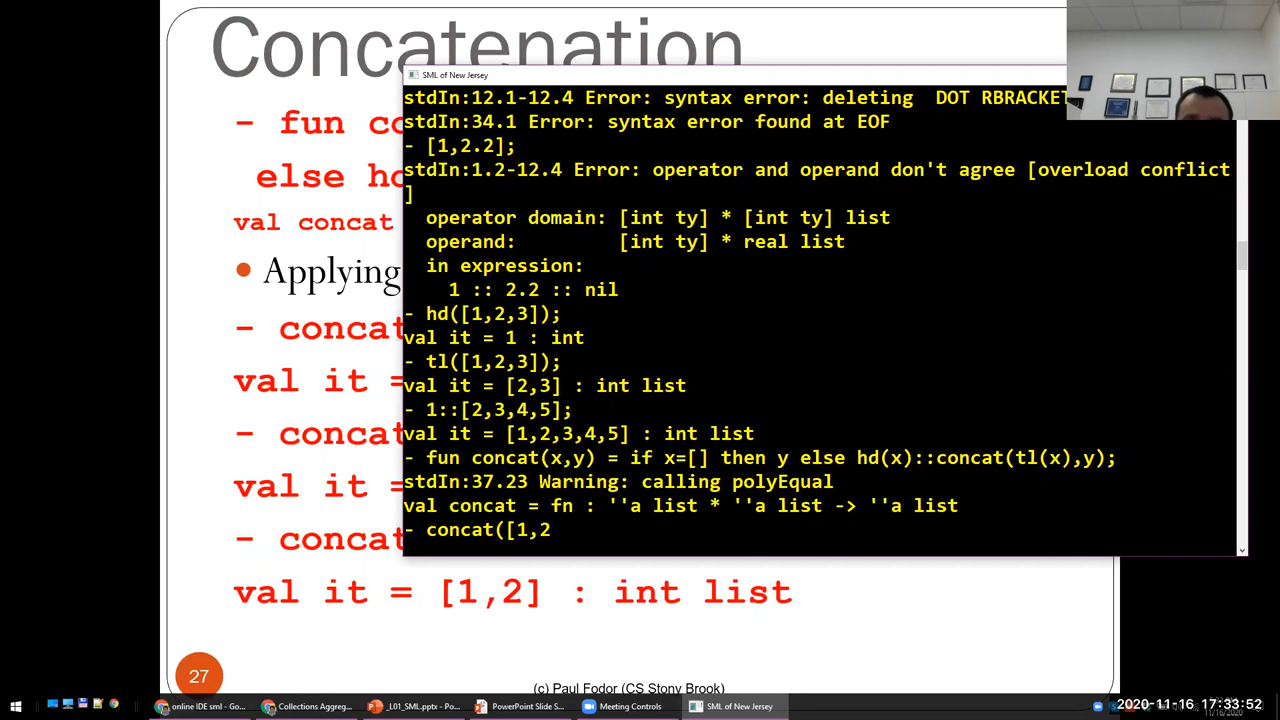 Concatenation
- fun co
else hd
val concat
• Applying
- concat
val it =
- concat
val it =
- concat
val it = [1,2] : int list
27
(c) Paul Fodor (CS Stony Brook)
SML of New Jersey
stdIn:12.1-12.4 Error: syntax error: deleting  DOT RBRACKET
stdIn:34.1 Error: syntax error found at EOF
- [1,2.2];
stdIn:1.2-12.4 Error: operator and operand don't agree [overload conflict
]
operator domain: [int ty] * [int ty] list
operand:         [int ty] * real list
in expression:
1 :: 2.2 :: nil
- hd([1,2,3]);
val it = 1 : int
- tl([1,2,3]);
val it = [2,3] : int list
- 1::[2,3,4,5];
val it = [1,2,3,4,5] : int list
- fun concat(x,y) = if x=[] then y else hd(x)::concat(tl(x),y);
stdIn:37.23 Warning: calling polyEqual
val concat = fn : ''a list * ''a list -> ''a list
- concat([1,2
online IDE sml - Go...
Collections Aggreg...
_L01_SML.pptx - Po...
PowerPoint Slide S...
Meeting Controls
SML of New Jersey
2020-11-16 17:33:52